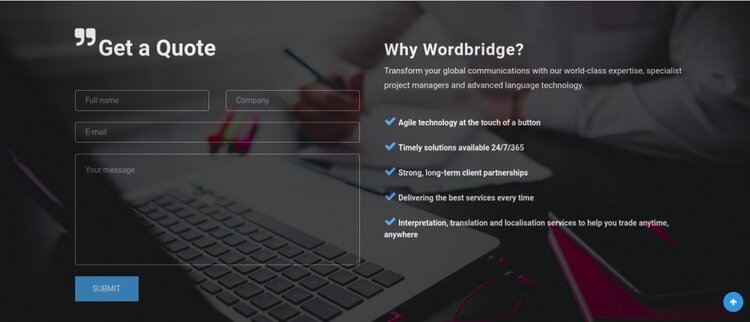 Get a Quote
Full name
Company
E-mail
Your message
SUBMIT
Why Wordbridge?
Transform your global communications with our world-class expertise, specialist
project managers and advanced language technology.
Agile technology at the touch of a button
Timely solutions available 24/7/365
Strong, long-term client partnerships
Delivering the best services every time
Interpretation, translation and localisation services to help you trade anytime,
anywhere